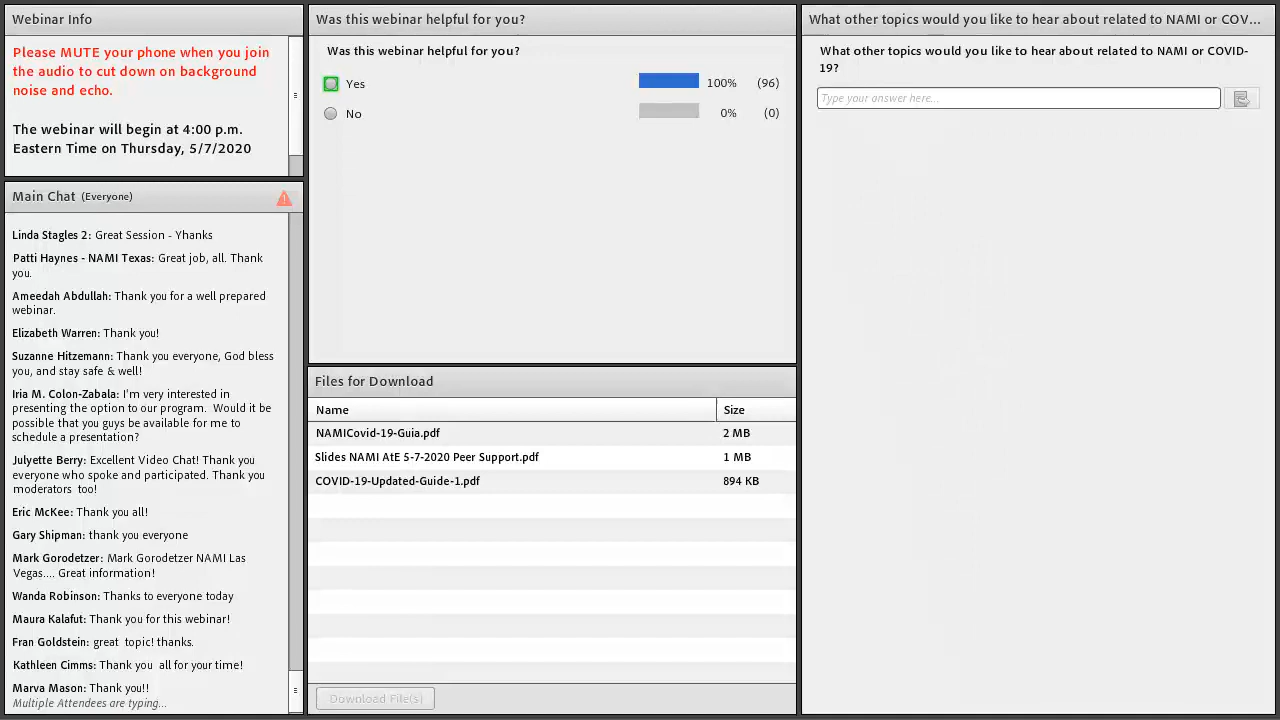 Webinar Info
Please MUTE your phone when you join
the audio to cut down on background
noise and echo.
The webinar will begin at 4:00 p.m.
Eastern Time on Thursday, 5/7/2020
Main Chat (Everyone)
Linda Stagles 2: Great Session - Yhanks
Patti Haynes - NAMI Texas: Great job, all. Thank
you.
Ameedah Abdullah: Thank you for a well prepared
webinar.
Elizabeth Warren: Thank you!
Suzanne Hitzemann: Thank you everyone, God bless
you, and stay safe & well!
Iria M. Colon-Zabala: I'm very interested in
presenting the option to our program. Would it be
possible that you guys be available for me to
schedule a presentation?
Julyette Berry: Excellent Video Chat! Thank you
everyone who spoke and participated. Thank you
moderators too!
Eric McKee: Thank you all!
Gary Shipman: thank you everyone
Mark Gorodetzer: Mark Gorodetzer NAMI Las
Vegas.... Great information!
Wanda Robinson: Thanks to everyone today
Maura Kalafut: Thank you for this webinar!
Fran Goldstein: great topic! thanks.
Kathleen Cimms: Thank you all for your time!
Marva Mason: Thank you!!
Multiple Attendees are typing...
Was this webinar helpful for you?
Was this webinar helpful for you?
Yes 100% (96)
No 0% (0)
Files for Download
Name Size
NAMICovid-19-Guia.pdf 2 MB
Slides NAMI AtE 5-7-2020 Peer Support.pdf 1 MB
COVID-19-Updated-Guide-1.pdf 894 KB
Download File(s)
What other topics would you like to hear about related to NAMI or COV...
What other topics would you like to hear about related to NAMI or COVID-
19?
Type your answer here...